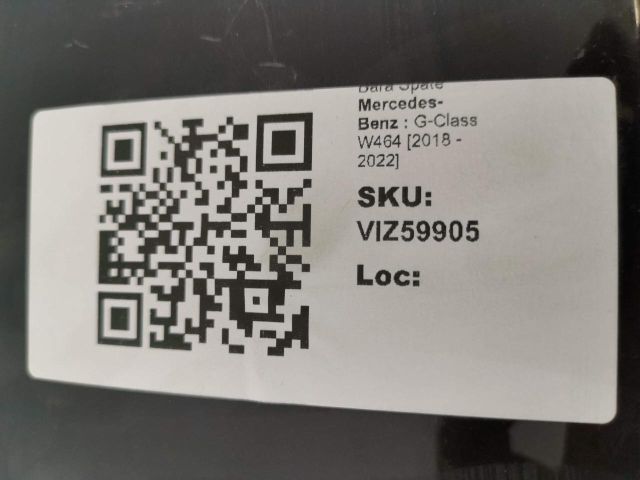 Bara Spate
Mercedes-
Benz : G-Class
W464 [2018 -
2022]
SKU:
VIZ59905
Loc: